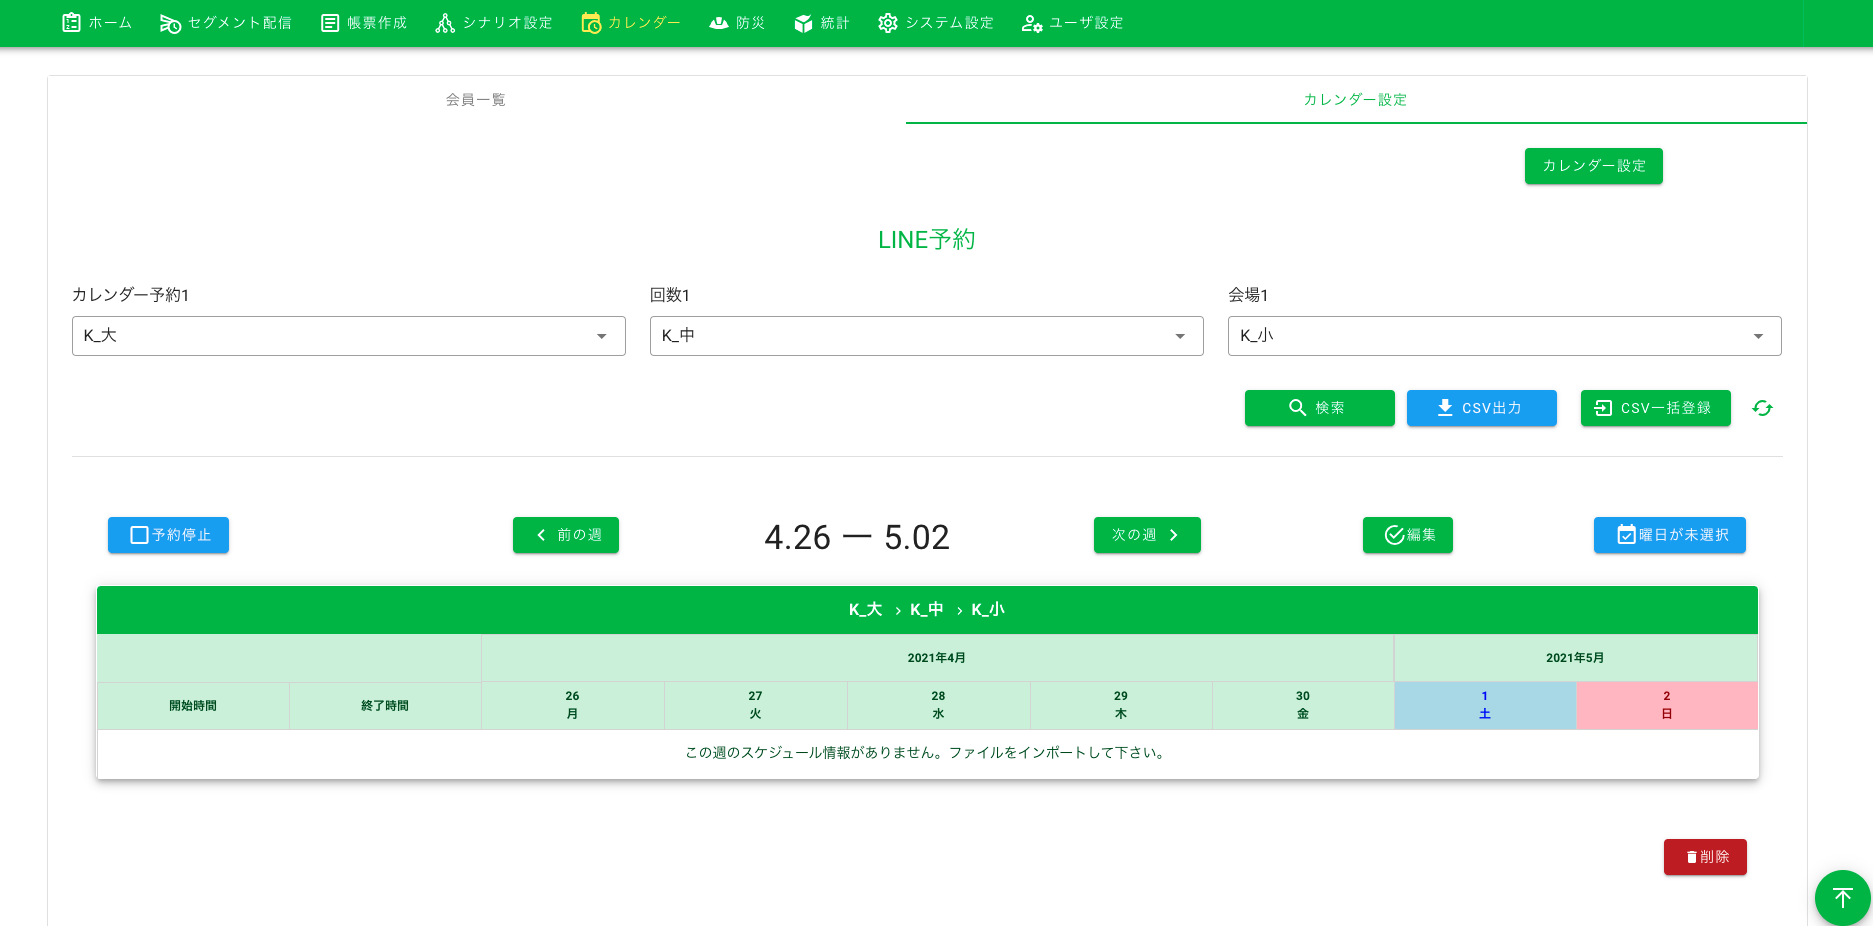 ホーム セグメント配信 帳票作成 シナリオ設定 カレンダー 防災 統計 システム設定 ユーザ設定
会員一覧 カレンダー設定
カレンダー設定
LINE予約
カレンダー予約1 回数1 会場1
K_大 K_中 K_小
検索 CSV出力 CSV一括登録
予約停止 前の週 4.26 ー 5.02 次の週 編集 曜日が未選択
K_大 > K_中 > K_小
2021年4月 2021年5月
開始時間 終了時間 26 27 28 29 30 1 2
月 火 水 木 金 土 日
この週のスケジュール情報がありません。ファイルをインポートして下さい。
削除